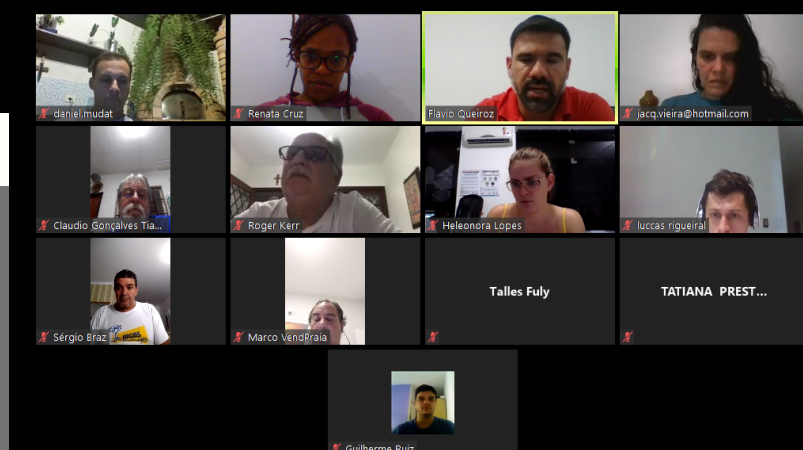 daniel.mudat
Renata Cruz
Flavio Queiroz
jacq.vieira@hotmail.com
Claudio Gonçalves Tia...
Roger Kerr
Heleonora Lopes
luccas rigueiral
Sérgio Braz
Marco VendPraia
Talles Fuly
TATIANA PREST...
Guilherme Ruiz